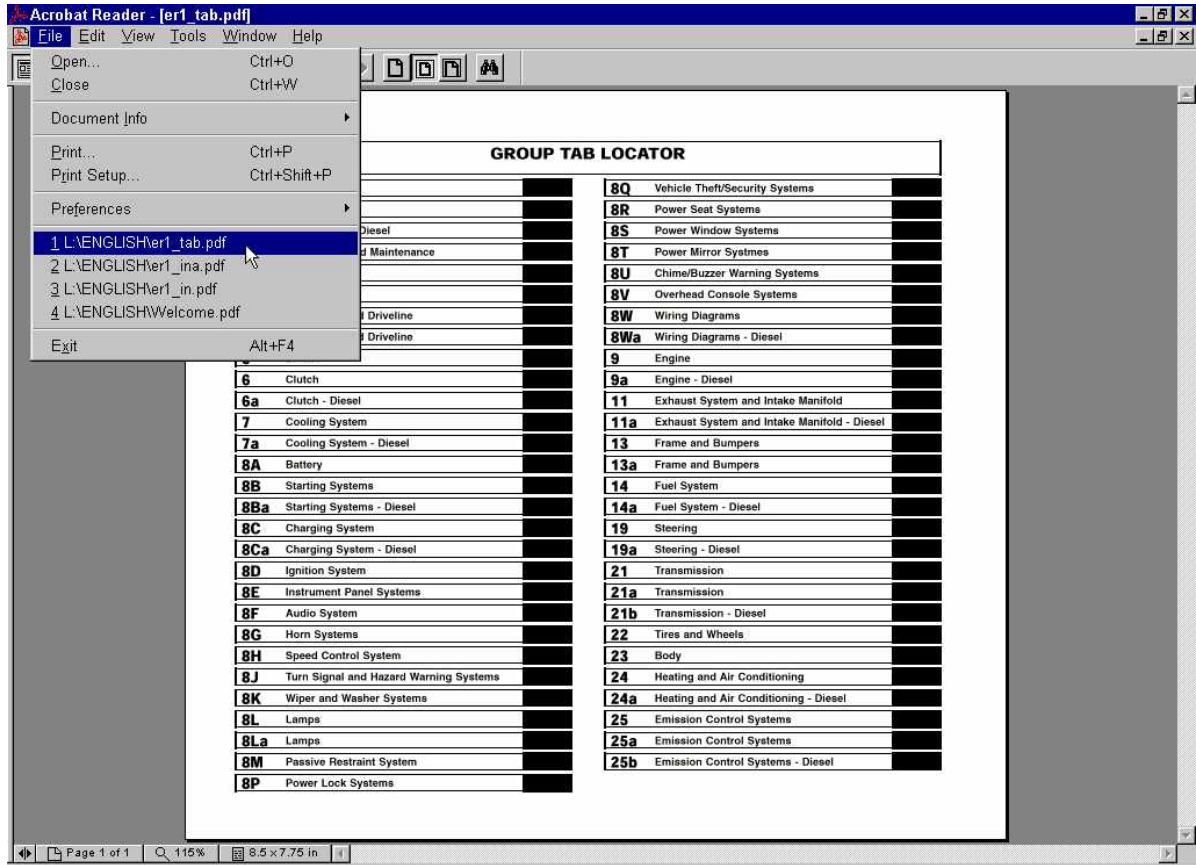 Acrobat Reader - [er1_tab.pdf]
File Edit View Tools Window Help
Open... Ctrl+O
Close Ctrl+W
Document Info
Print... Ctrl+P
Print Setup... Ctrl+Shift+P
Preferences
1 L:\ENGLISH\er1_tab.pdf
2 L:\ENGLISH\er1_ina.pdf
3 L:\ENGLISH\er1_in.pdf
4 L:\ENGLISH\Welcome.pdf
Exit Alt+F4
GROUP TAB LOCATOR
Diesel
d Maintenance
d Driveline
d Driveline
6 Clutch
6a Clutch - Diesel
7 Cooling System
7a Cooling System - Diesel
8A Battery
8B Starting Systems
8Ba Starting Systems - Diesel
8C Charging System
8Ca Charging System - Diesel
8D Ignition System
8E Instrument Panel Systems
8F Audio System
8G Horn Systems
8H Speed Control System
8J Turn Signal and Hazard Warning Systems
8K Wiper and Washer Systems
8L Lamps
8La Lamps
8M Passive Restraint System
8P Power Lock Systems
8Q Vehicle Theft/Security Systems
8R Power Seat Systems
8S Power Window Systems
8T Power Mirror Systmes
8U Chime/Buzzer Warning Systems
8V Overhead Console Systems
8W Wiring Diagrams
8Wa Wiring Diagrams - Diesel
9 Engine
9a Engine - Diesel
11 Exhaust System and Intake Manifold
11a Exhaust System and Intake Manifold - Diesel
13 Frame and Bumpers
13a Frame and Bumpers
14 Fuel System
14a Fuel System - Diesel
19 Steering
19a Steering - Diesel
21 Transmission
21a Transmission
21b Transmission - Diesel
22 Tires and Wheels
23 Body
24 Heating and Air Conditioning
24a Heating and Air Conditioning - Diesel
25 Emission Control Systems
25a Emission Control Systems
25b Emission Control Systems - Diesel
Page 1 of 1 115% 8.5 x 7.75 in